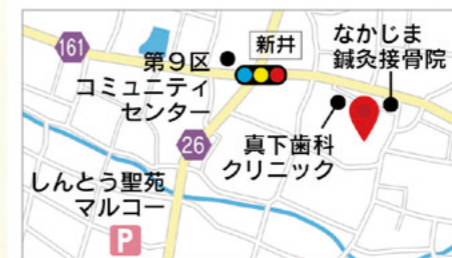 161
第9区
コミュニティ
センター
新井
なかじま
鍼灸接骨院
26
真下歯科
クリニック
しんとう聖苑
マルコー
P